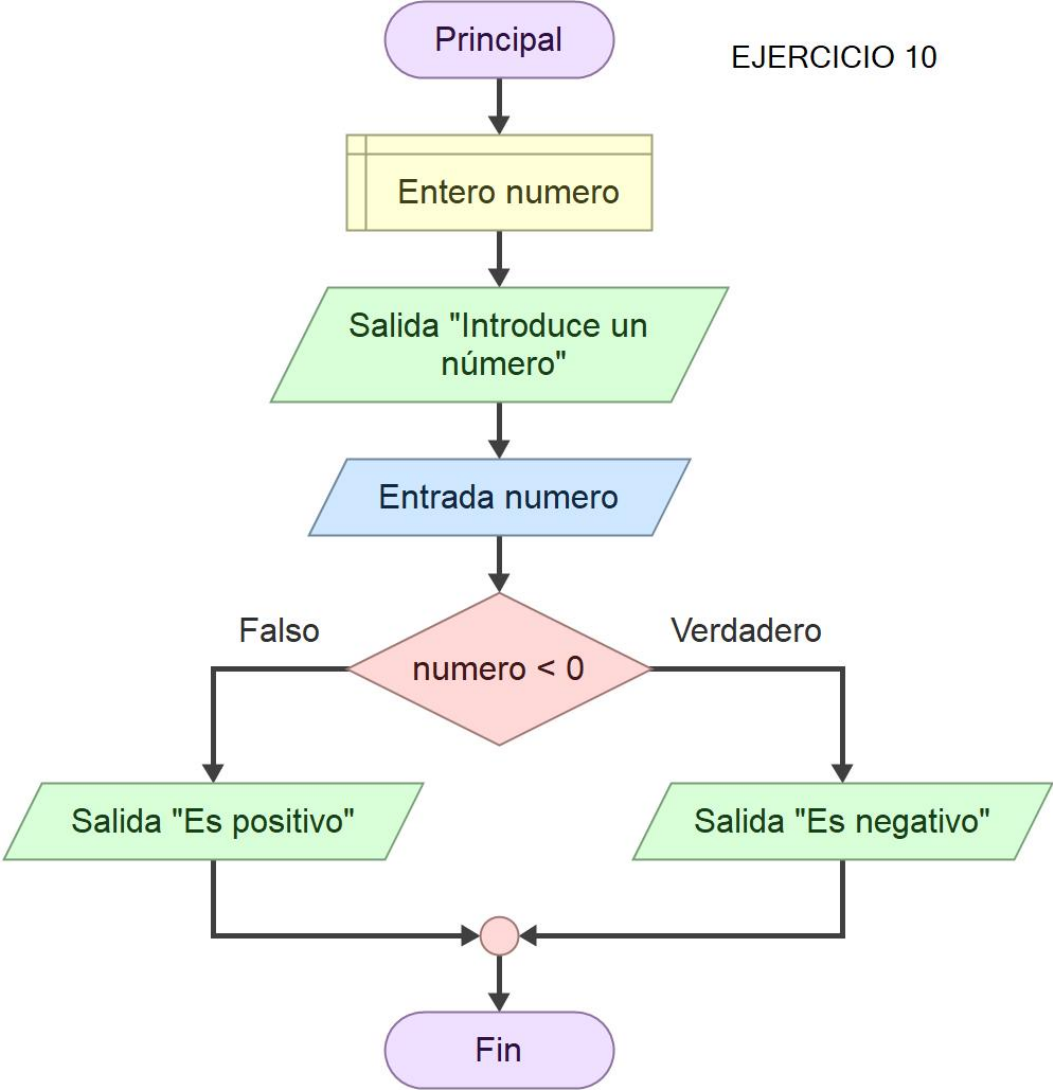 Principal
EJERCICIO 10
Entero numero
Salida "Introduce un
número"
Entrada numero
Falso
Verdadero
numero < 0
Salida "Es positivo"
Salida "Es negativo"
Fin